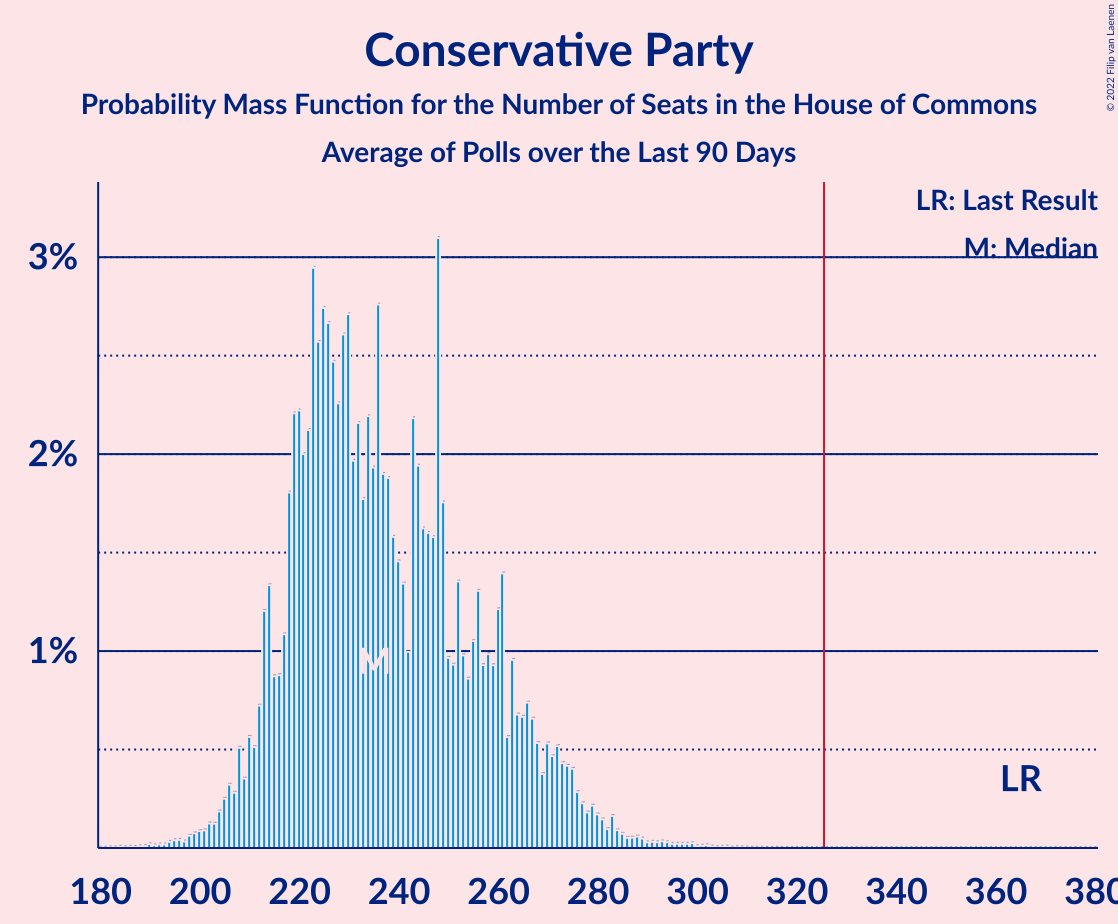 © 2022 Filip van Laenen
Conservative Party
Probability Mass Function for the Number of Seats in the House of Commons
Average of Polls over the Last 90 Days
LR: Last Result
M: Median
3%
2%
1%
M
LR
180 200 220 240 260 280 300 320 340 360 380